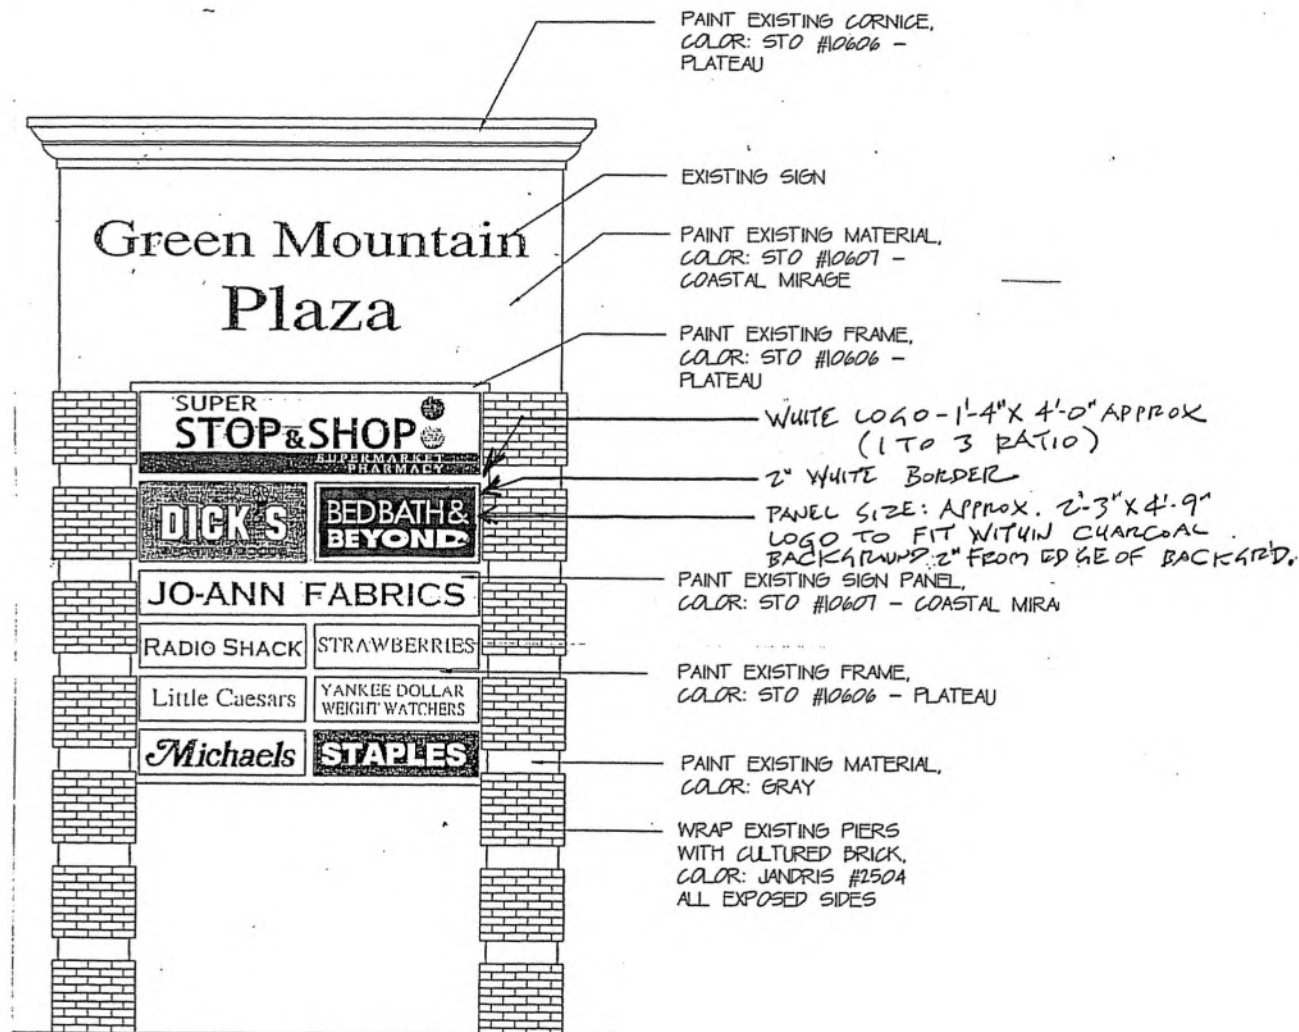 PAINT EXISTING CORNICE,
COLOR: STO #10606 -
PLATEAU
EXISTING SIGN
Green Mountain
Plaza
PAINT EXISTING MATERIAL,
COLOR: STO #10607 -
COASTAL MIRAGE
PAINT EXISTING FRAME,
COLOR: STO #10606 -
PLATEAU
SUPER
STOP & SHOP
SUPERMARKET
PHARMACY
WHITE LOGO - 1'-4" X 4'-0" APPROX
(1 TO 3 RATIO)
2" WHITE BORDER
DICK'S
BED BATH &
BEYOND
PANEL SIZE: APPROX. 2'-3" X 4'-9"
LOGO TO FIT WITHIN CHARCOAL
BACKGROUND 2" FROM EDGE OF BACKGR'D.
JO-ANN FABRICS
PAINT EXISTING SIGN PANEL,
COLOR: STO #10607 - COASTAL MIRA
RADIO SHACK
STRAWBERRIES
Little Caesars
YANKEE DOLLAR
WEIGHT WATCHERS
PAINT EXISTING FRAME,
COLOR: STO #10606 - PLATEAU
Michaels
STAPLES
PAINT EXISTING MATERIAL,
COLOR: GRAY
WRAP EXISTING PIERS
WITH CULTURED BRICK,
COLOR: JANDRIS #2504
ALL EXPOSED SIDES